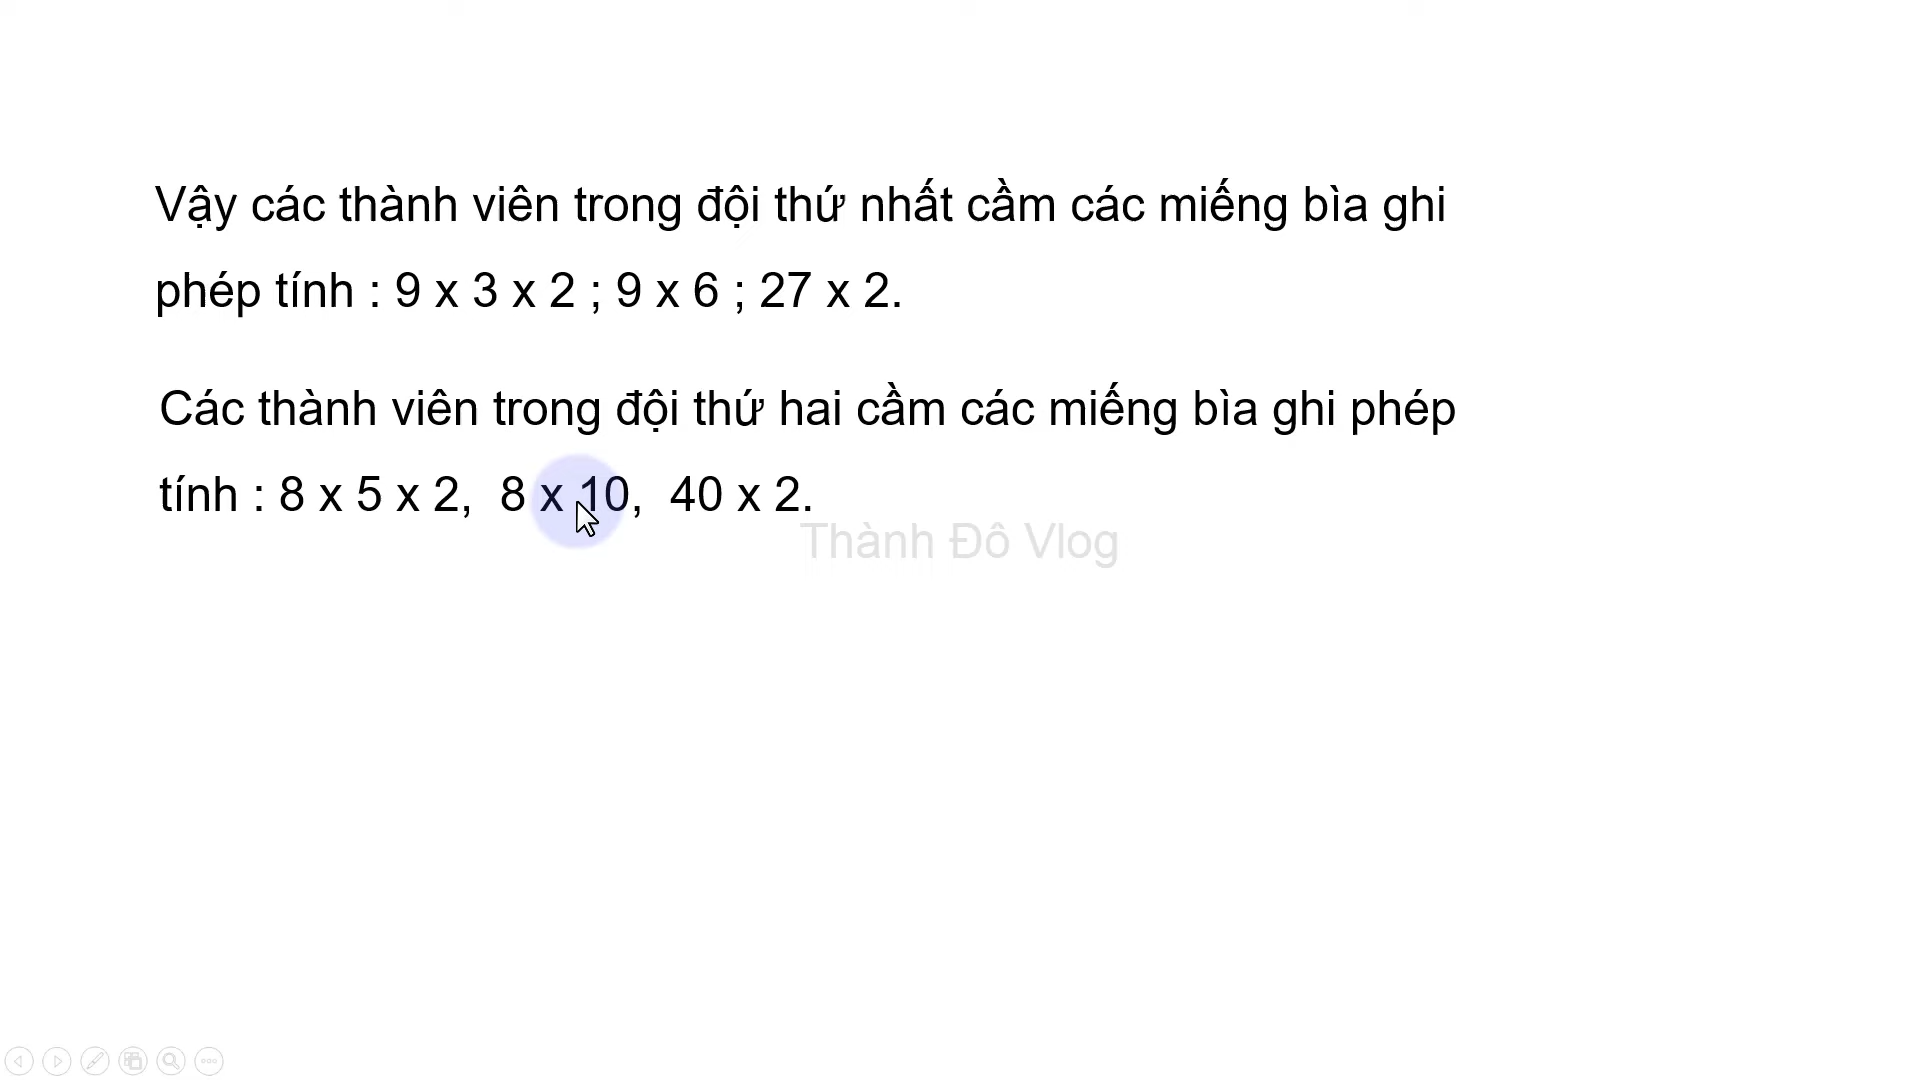 Vậy các thành viên trong đội thứ nhất cầm các miếng bìa ghi
phép tính : 9 x 3 x 2 ; 9 x 6 ; 27 x 2.
Các thành viên trong đội thứ hai cầm các miếng bìa ghi phép
tính : 8 x 5 x 2, 8 x 10, 40 x 2.
Thành Đô Vlog